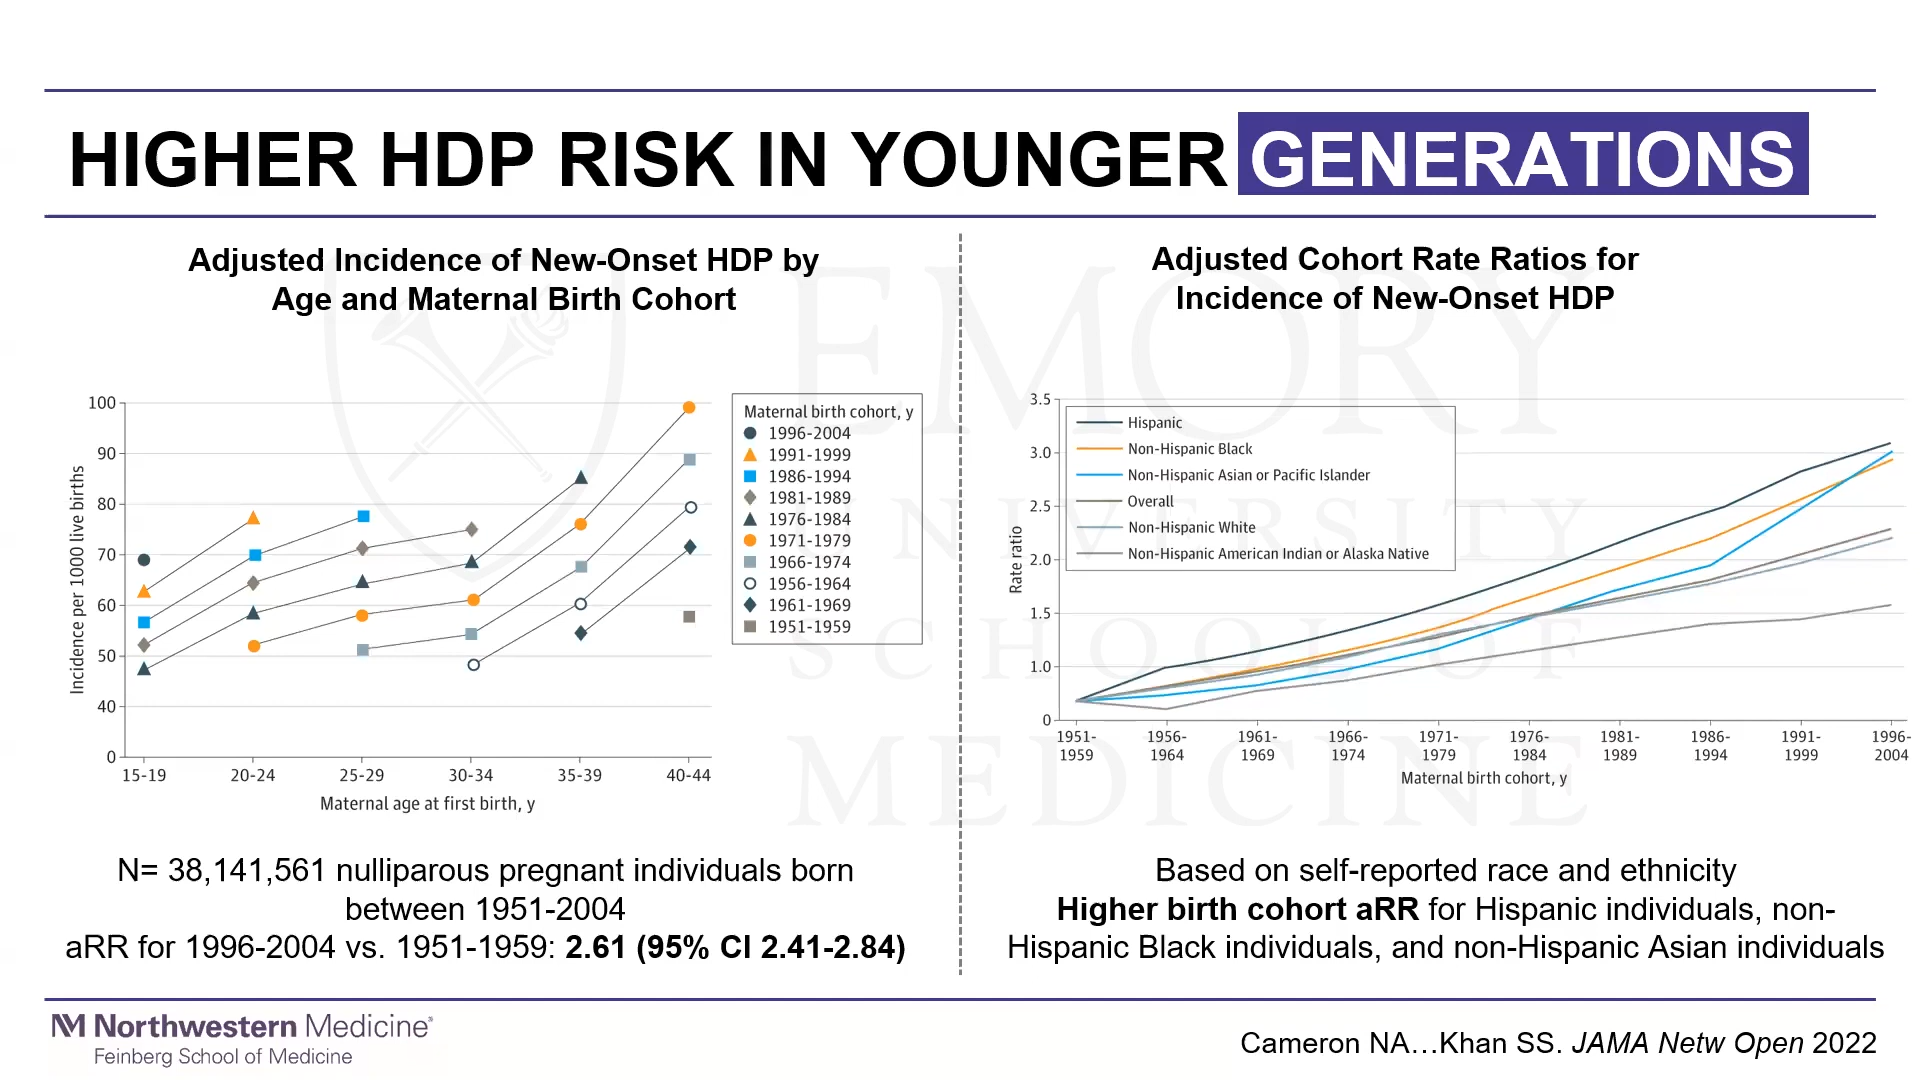 HIGHER HDP RISK IN YOUNGER GENERATIONS
Adjusted Incidence of New-Onset HDP by
Age and Maternal Birth Cohort
Incidence per 1000 live births
100
90
80
70
60
50
40
0
15-19
20-24
25-29
30-34
35-39
40-44
Maternal age at first birth, y
Maternal birth cohort, y
1996-2004
1991-1999
1986-1994
1981-1989
1976-1984
1971-1979
1966-1974
1956-1964
1961-1969
1951-1959
N= 38,141,561 nulliparous pregnant individuals born
between 1951-2004
aRR for 1996-2004 vs. 1951-1959: 2.61 (95% CI 2.41-2.84)
Adjusted Cohort Rate Ratios for
Incidence of New-Onset HDP
Rate ratio
3.5
3.0
2.5
2.0
1.5
1.0
0
Hispanic
Non-Hispanic Black
Non-Hispanic Asian or Pacific Islander
Overall
Non-Hispanic White
Non-Hispanic American Indian or Alaska Native
1951-
1959
1956-
1964
1961-
1969
1966-
1974
1971-
1979
1976-
1984
1981-
1989
1986-
1994
1991-
1999
1996-
2004
Maternal birth cohort, y
Based on self-reported race and ethnicity
Higher birth cohort aRR for Hispanic individuals, non-
Hispanic Black individuals, and non-Hispanic Asian individuals
EMORY
UNIVERSITY
SCHOOL OF
MEDICINE
M Northwestern Medicine®
Feinberg School of Medicine
Cameron NA…Khan SS. JAMA Netw Open 2022